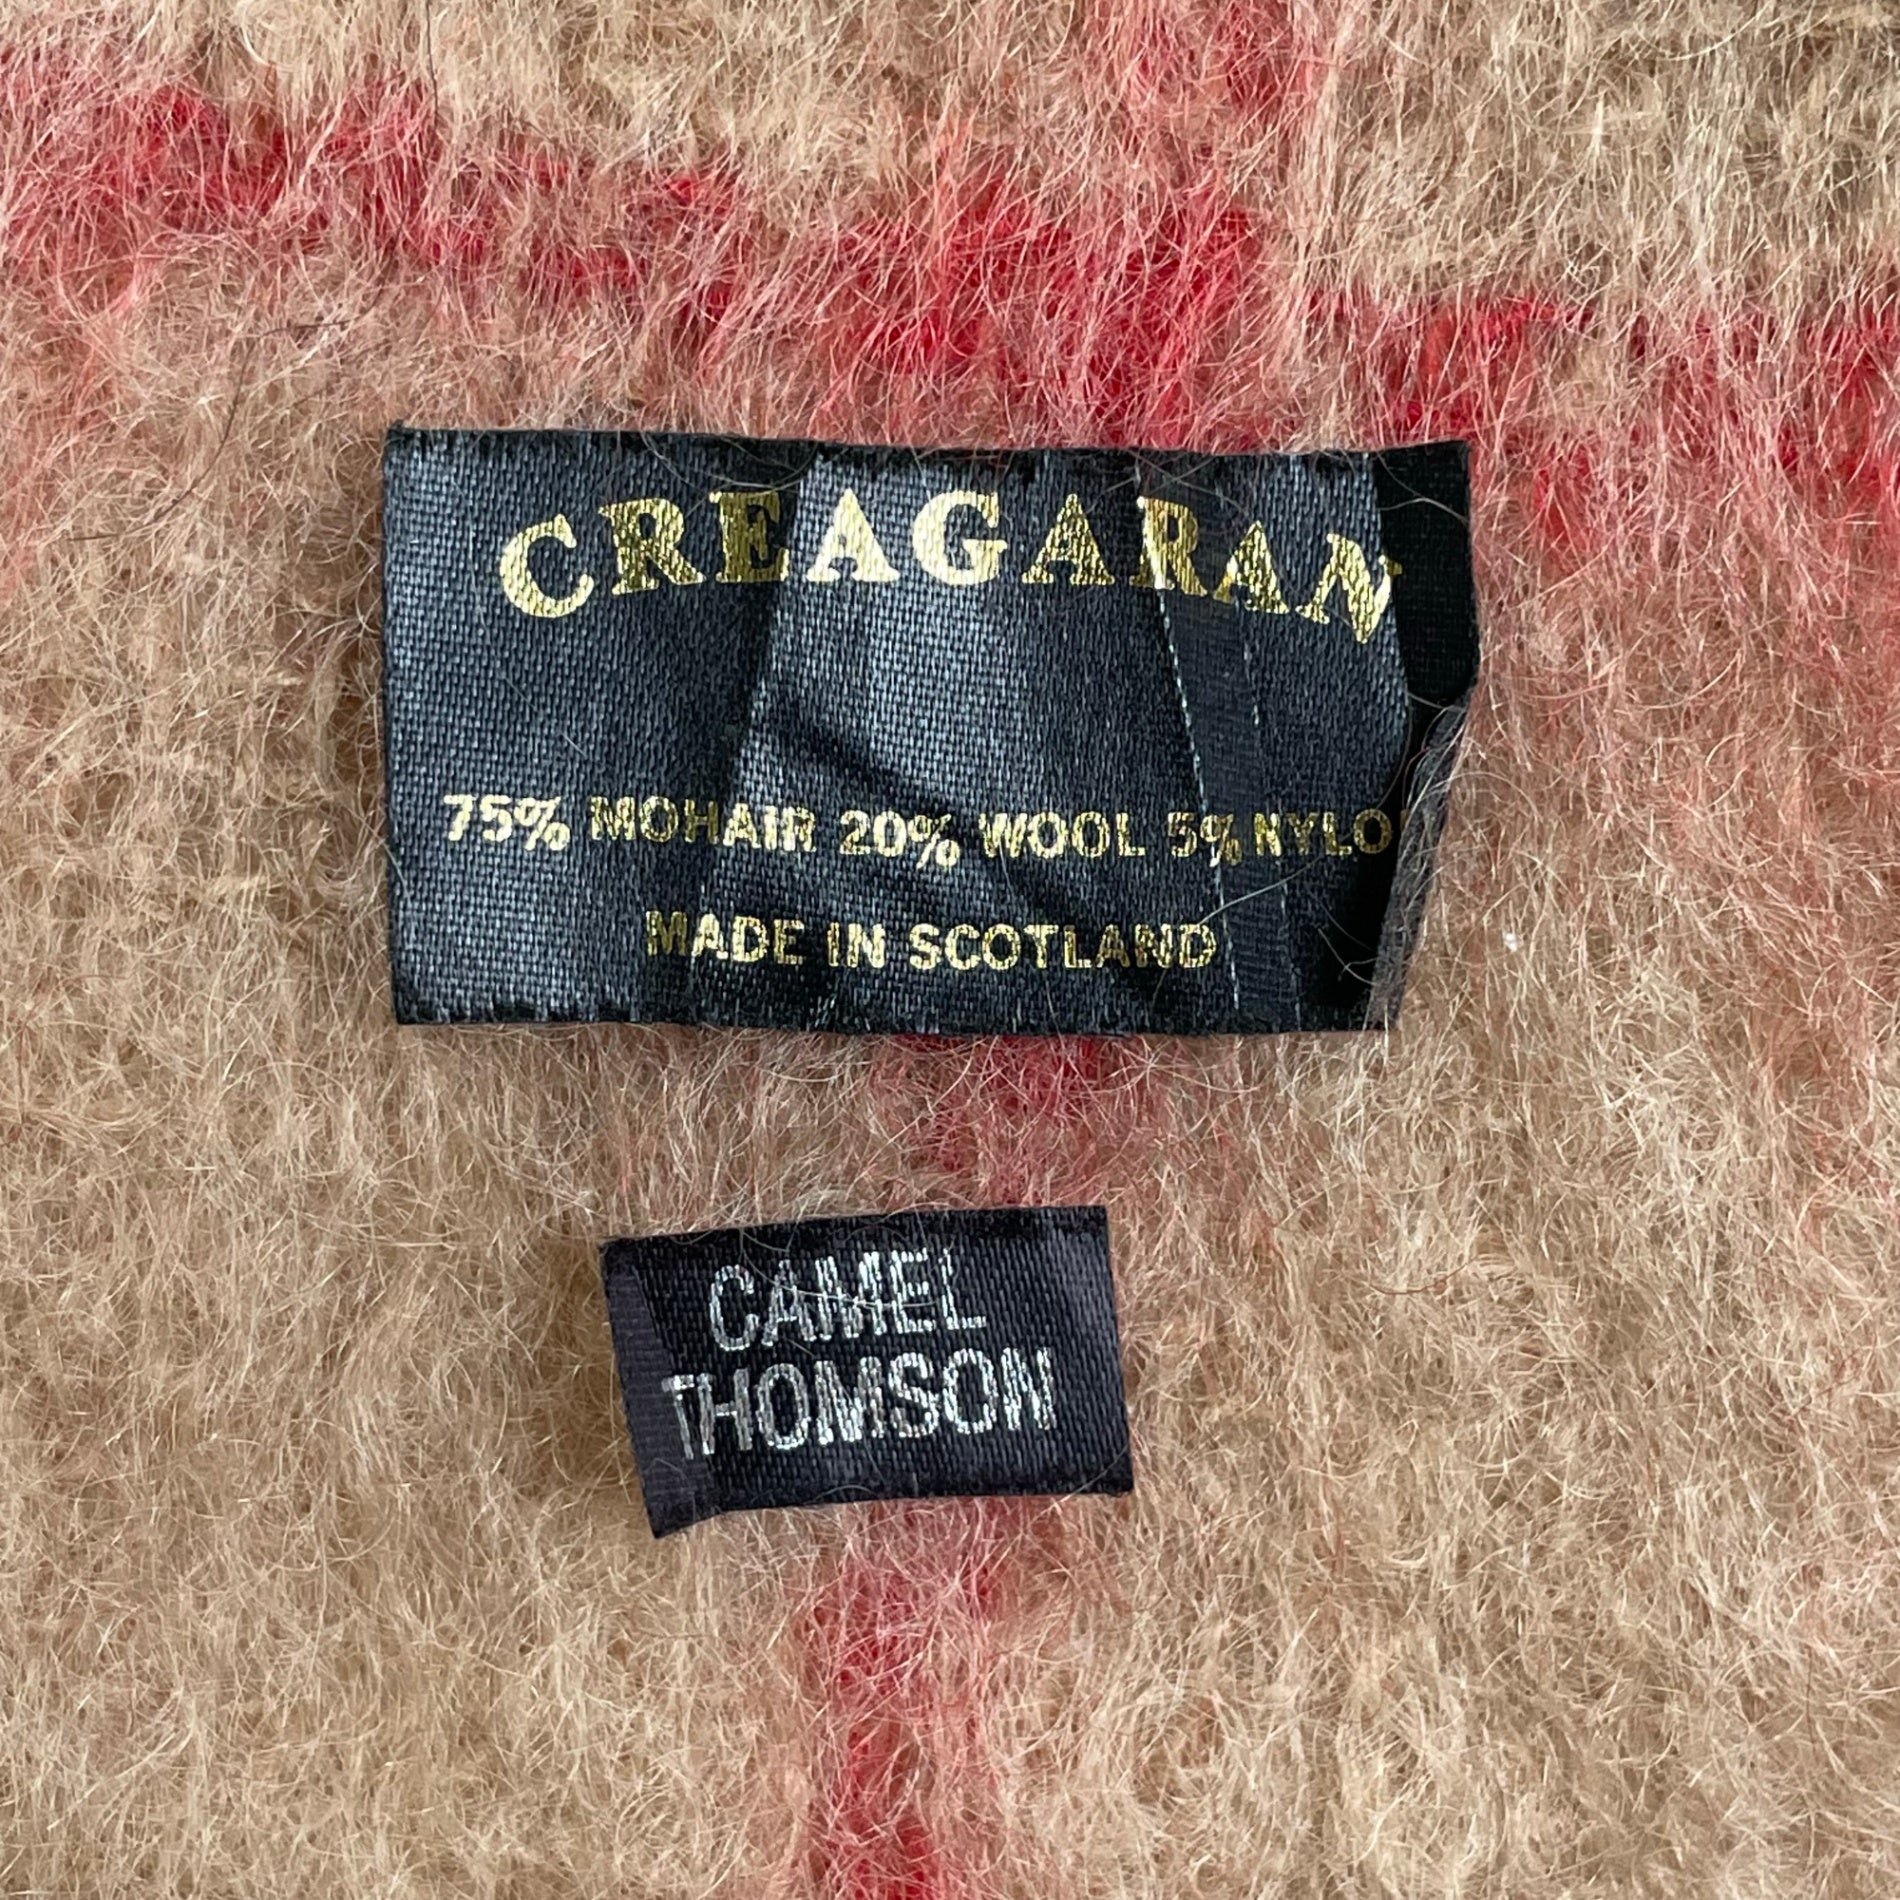 CREAGARAN
75% MOHAIR 20% WOOL 5% NYLO
MADE IN SCOTLAND
CAMEL
THOMSON